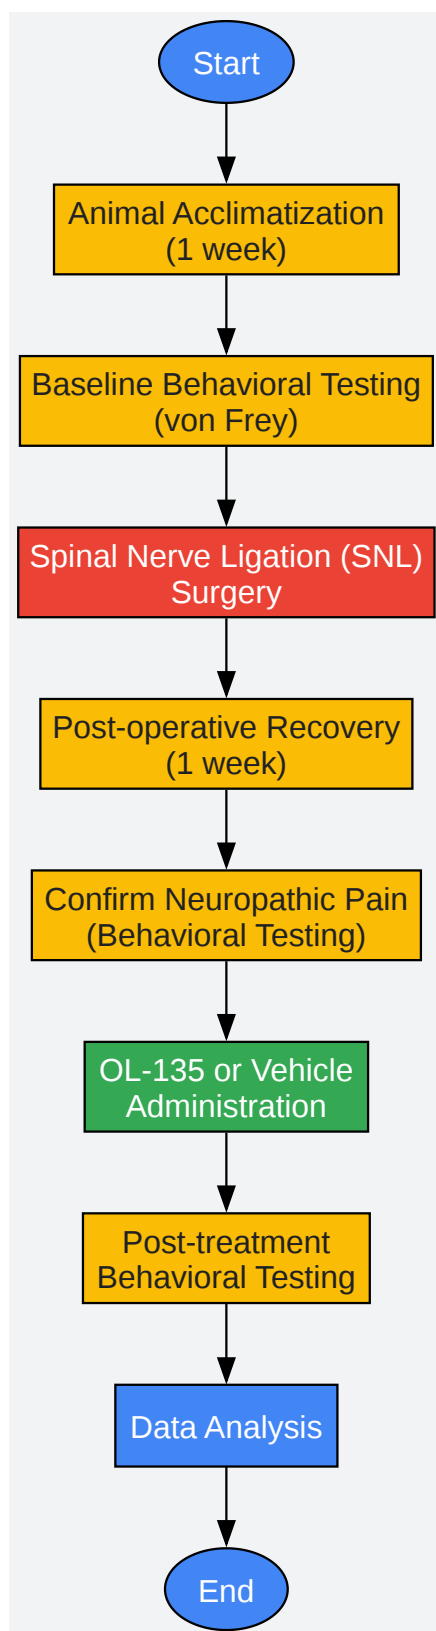 Start
Animal Acclimatization
(1 week)
Baseline Behavioral Testing
(von Frey)
Spinal Nerve Ligation (SNL)
Surgery
Post-operative Recovery
(1 week)
Confirm Neuropathic Pain
(Behavioral Testing)
OL-135 or Vehicle
Administration
Post-treatment
Behavioral Testing
Data Analysis
End